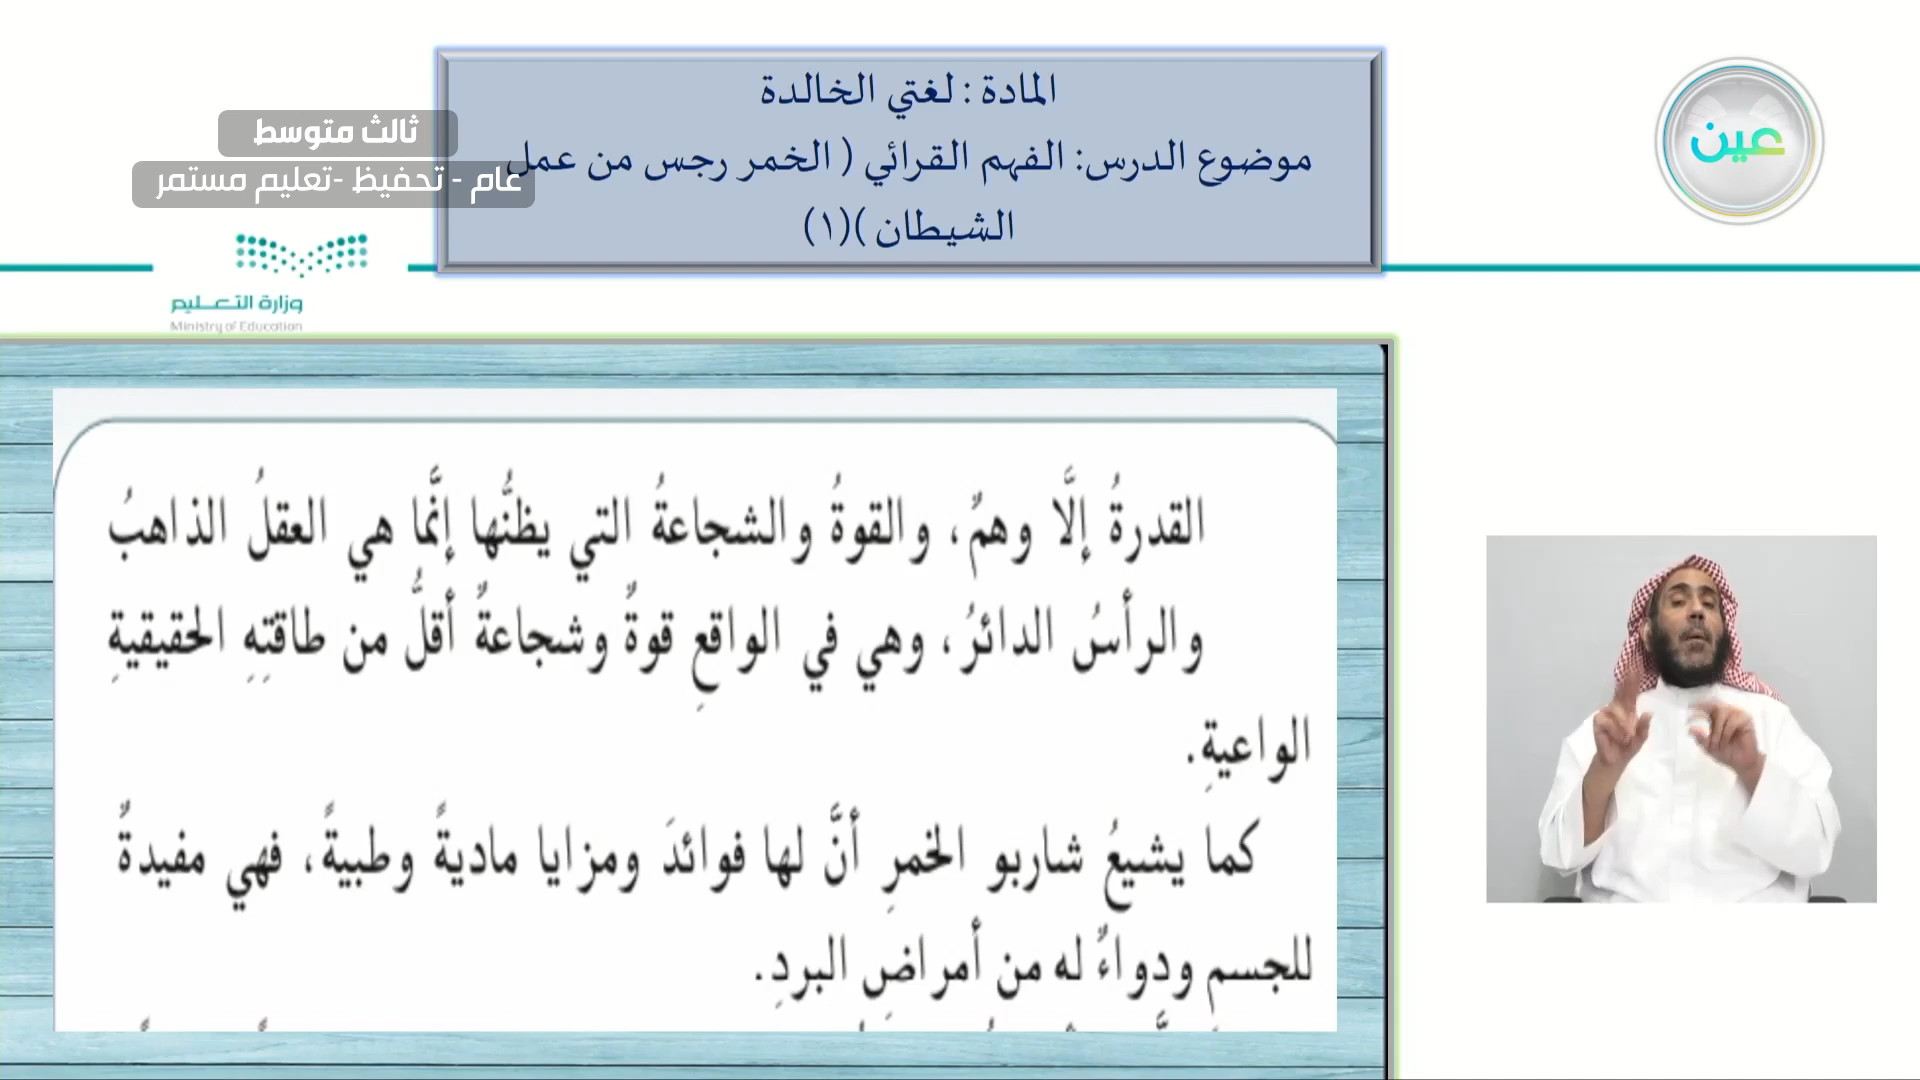 المادة : لغتي الخالدة
موضوع الدرس: الفهم القرائي ( الخمر رجس من عمل
الشيطان )(١)
ثالث متوسط
عام - تحفيظ -تعليم مستمر
عين
وزارة التعليم
Ministry of Education
القدرةُ إلَّا وهمٌ، والقوةُ والشجاعةُ التي يظنُّها إنَّما هي العقلُ الذاهبُ
والرأسُ الدائرُ، وهي في الواقعِ قوةٌ وشجاعةٌ أقلُّ من طاقتِهِ الحقيقيةِ
الواعيةِ.
كما يشيعُ شاربو الخمرِ أنَّ لها فوائدَ ومزايا ماديةً وطبيةً، فهي مفيدةٌ
للجسمِ ودواءٌ له من أمراضِ البردِ.